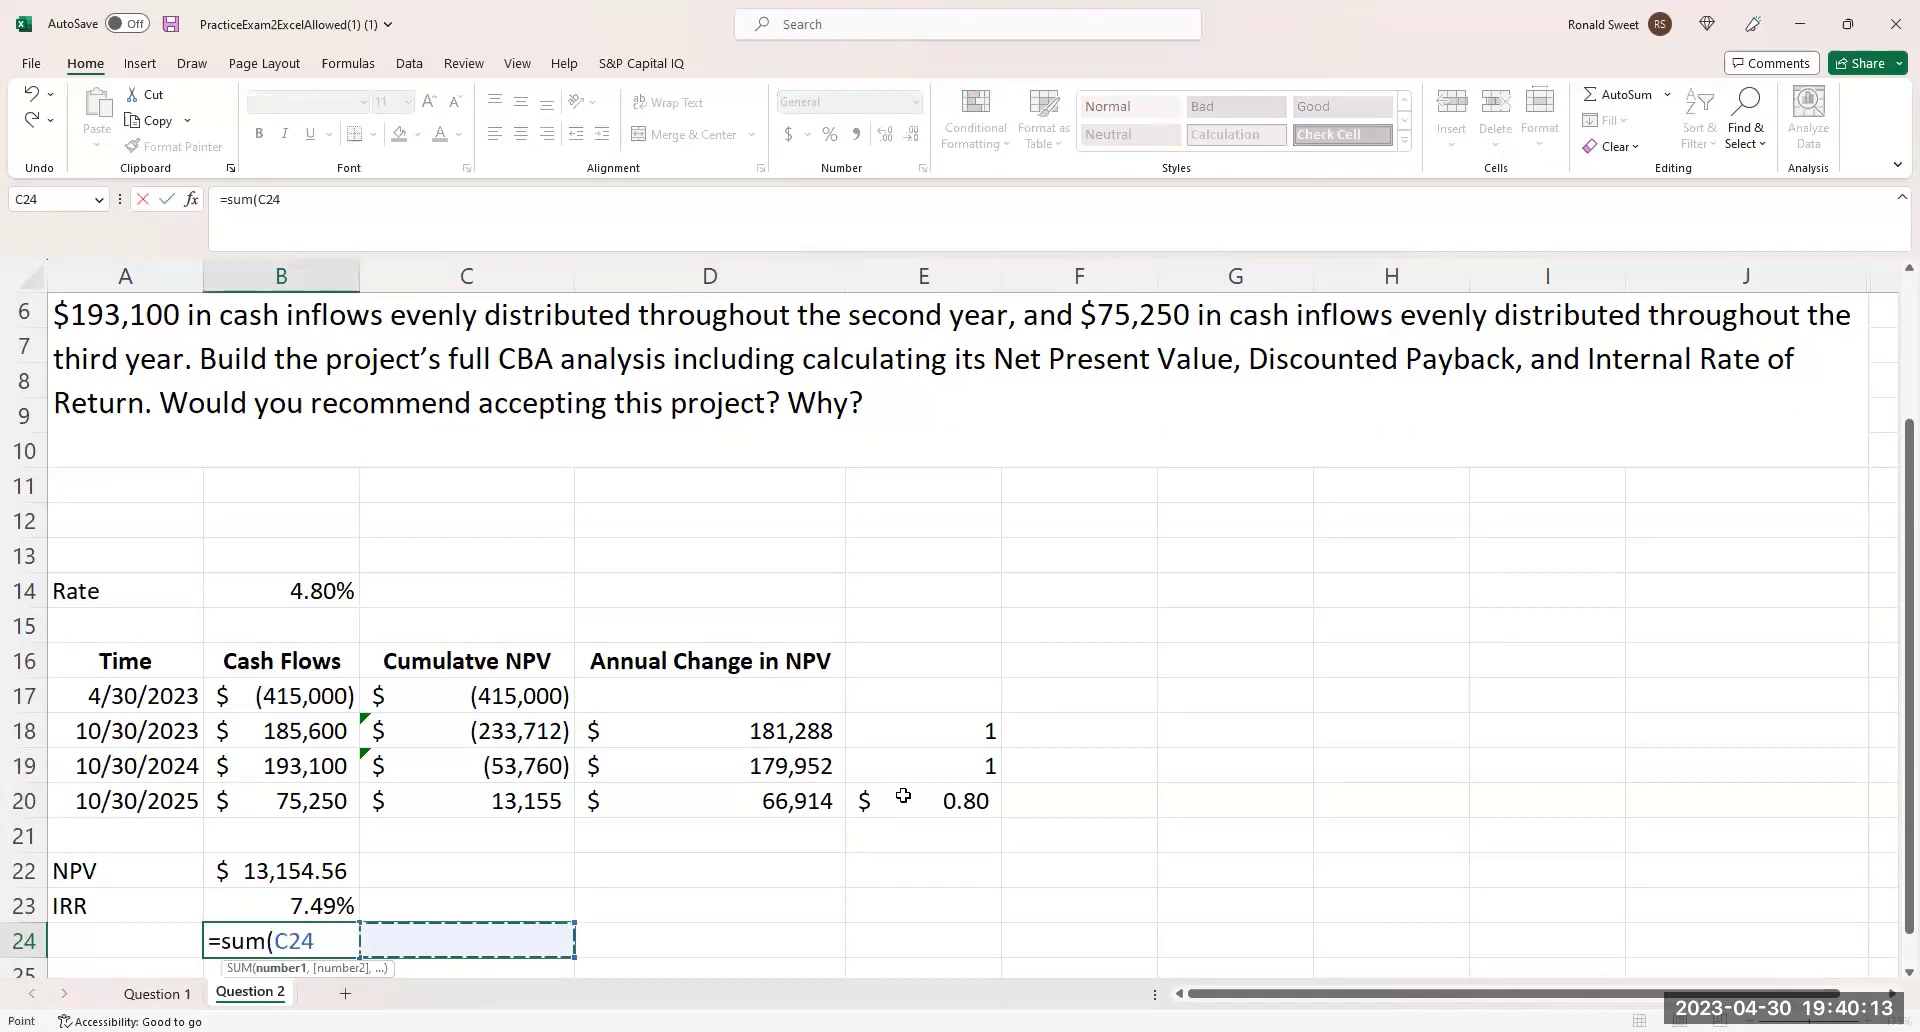 AutoSave Off PracticeExam2ExcelAllowed(1) (1) Search Ronald Sweet RS
File Home Insert Draw Page Layout Formulas Data Review View Help S&P Capital IQ Comments Share
Cut
Copy
Format Painter
Paste
Undo Clipboard
11 A A
B I U A
Font
ab Wrap Text
Merge & Center
Alignment
General
$ % 9
Number
Conditional Formatting
Format as Table
Normal Bad Good
Neutral Calculation Check Cell
Styles
Insert Delete Format
Cells
AutoSum
Fill
Clear
Sort & Filter
Find & Select
Editing
Analyze Data
Analysis
C24 fx =sum(C24
A B C D E F G H I J
6 $193,100 in cash inflows evenly distributed throughout the second year, and $75,250 in cash inflows evenly distributed throughout the
7 third year. Build the project’s full CBA analysis including calculating its Net Present Value, Discounted Payback, and Internal Rate of
8
9 Return. Would you recommend accepting this project? Why?
10
11
12
13
14 Rate 4.80%
15
16 Time Cash Flows Cumulatve NPV Annual Change in NPV
17 4/30/2023 $ (415,000) $ (415,000)
18 10/30/2023 $ 185,600 $ (233,712) $ 181,288 1
19 10/30/2024 $ 193,100 $ (53,760) $ 179,952 1
20 10/30/2025 $ 75,250 $ 13,155 $ 66,914 $ 0.80
21
22 NPV $ 13,154.56
23 IRR 7.49%
24 =sum(C24
25 SUM(number1, [number2], ...)
Question 1 Question 2
Point Accessibility: Good to go
2023-04-30 19:40:13